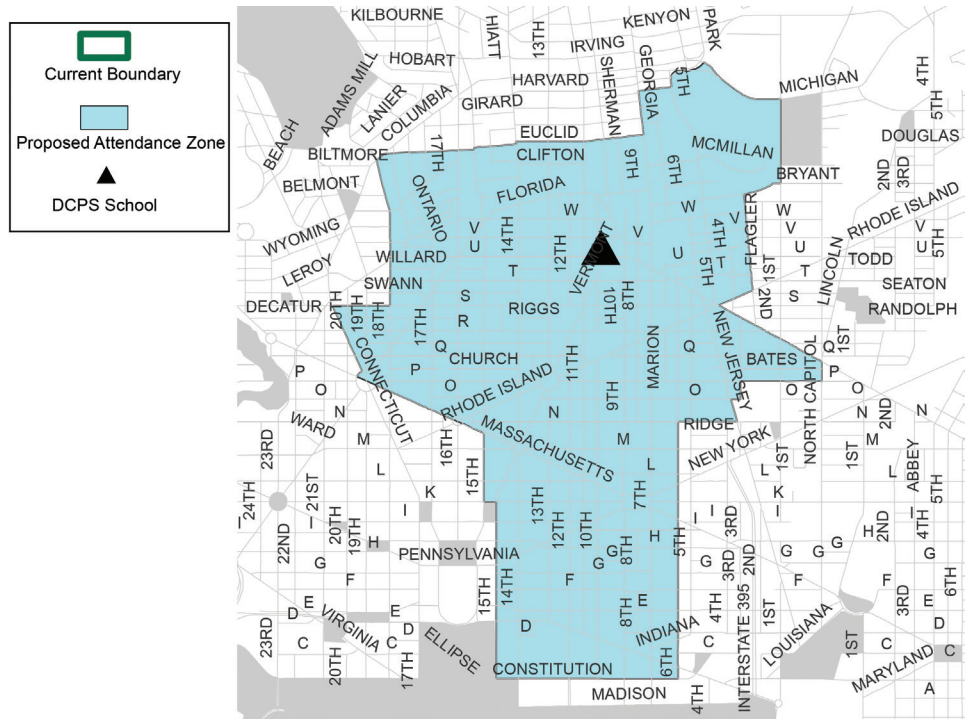 Current Boundary
Proposed Attendance Zone
DCPS School
KILBOURNE
HIATT
13TH
KENYON
PARK
HOBART
IRVING
SHERMAN
GEORGIA
5TH
MICHIGAN
4TH
5TH
ADAMS MILL
LANIER
COLUMBIA
HARVARD
GIRARD
BEACH
EUCLID
DOUGLAS
BILTMORE
17TH
CLIFTON
9TH
6TH
MCMILLAN
2ND
3RD
BELMONT
ONTARIO
FLORIDA
BRYANT
RHODE ISLAND
WYOMING
V
U
14TH
W
12TH
VERMONT
V
W
U
4TH
V
T
5TH
FLAGLER
W
V
U
T
1ST
V
U
5TH
LEROY
WILLARD
T
LINCOLN
TODD
SWANN
S
RIGGS
10TH
8TH
2ND
S
SEATON
DECATUR
20TH
19TH
18TH
17TH
R
RANDOLPH
CONNECTICUT
Q
CHURCH
11TH
MARION
Q
NEW JERSEY
BATES
Q
1ST
P
O
P
O
RHODE ISLAND
9TH
O
O
NORTH CAPITOL
P
O
N
WARD
M
16TH
N
MASSACHUSETTS
M
RIDGE
NEW YORK
1ST
1ST
M
N
2ND
N
23RD
L
15TH
L
L
L
ABBEY
24TH
21ST
K
7TH
K
5TH
I
I
20TH
19TH
I
13TH
12TH
10TH
I
I
3RD
I
I
22ND
H
PENNSYLVANIA
8TH
H
5TH
2ND
H
4TH
G
G
G
G
3RD
2ND
G
G
G
G
F
15TH
14TH
F
F
F
6TH
D
E
E
8TH
E
4TH
INTERSTATE 395
1ST
3RD
E
23RD
C
VIRGINIA
D
C
ELLIPSE
D
INDIANA
C
LOUISIANA
1ST
C
D
20TH
17TH
CONSTITUTION
6TH
MARYLAND
C
MADISON
4TH
A